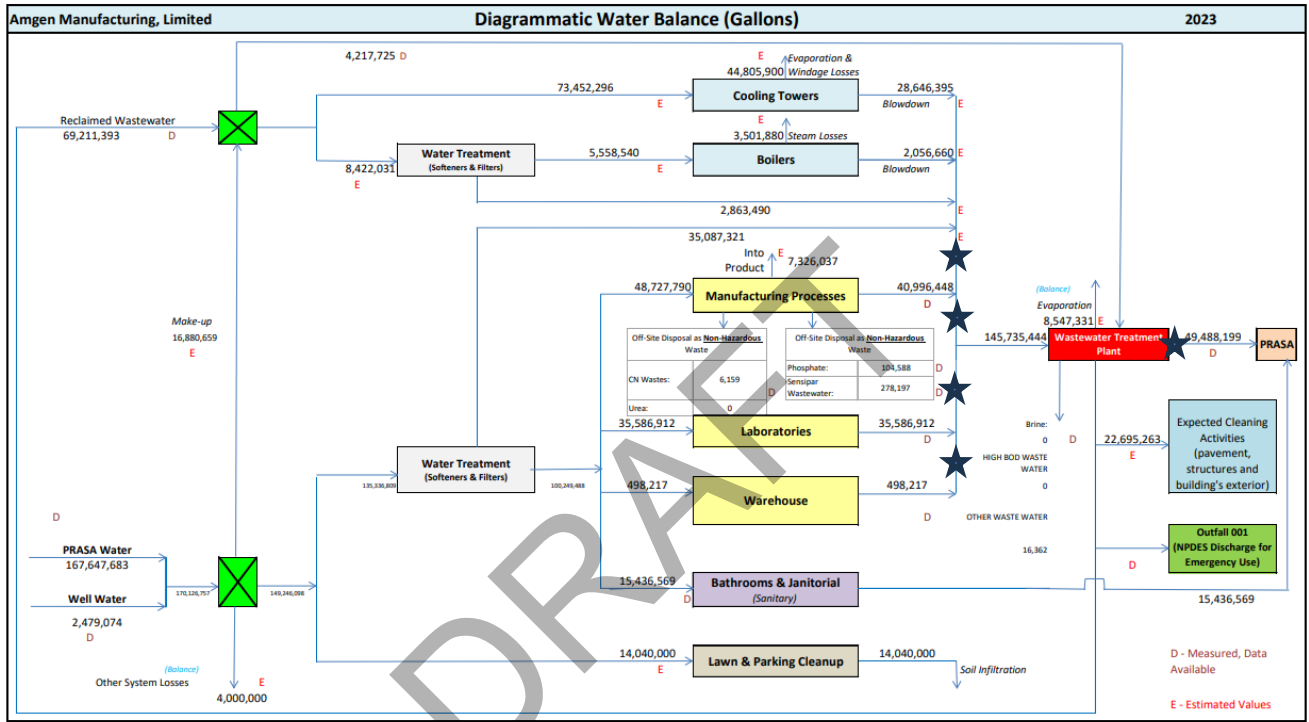 Amgen Manufacturing, Limited
Diagrammatic Water Balance (Gallons)
2023
4,217,725 D
E
Evaporation &
44,805,900 Windage Losses
73,452,296
E
Cooling Towers
28,646,395
Blowdown
E
Reclaimed Wastewater
69,211,393 D
E
3,501,880 Steam Losses
8,422,031
E
Water Treatment
(Softeners & Filters)
5,558,540
E
Boilers
2,056,660
Blowdown
E
2,863,490
E
35,087,321
E
Into
Product
E
7,326,037
48,727,790
Manufacturing Processes
40,996,448
D
Make-up
16,880,659
E
Off-Site Disposal as Non-Hazardous
Waste
CN Wastes:
6,159
D
Urea:
0
Off-Site Disposal as Non-Hazardous
Waste
Phosphate:
104,588
D
Sensipar
Wastewater:
278,197
D
(Balance)
Evaporation
8,547,331 E
145,735,444
Wastewater Treatment
Plant
49,488,199
D
PRASA
35,586,912
Laboratories
35,586,912
D
135,336,809
Water Treatment
(Softeners & Filters)
100,249,488
498,217
Warehouse
498,217
D
Brine:
0
D
HIGH BOD WASTE
WATER
0
OTHER WASTE WATER
16,362
22,695,263
E
Expected Cleaning
Activities
(pavement,
structures and
building's exterior)
D
Outfall 001
(NPDES Discharge for
Emergency Use)
D
PRASA Water
167,647,683
Well Water
2,479,074
D
170,126,757
149,246,098
15,436,569
D
Bathrooms & Janitorial
(Sanitary)
15,436,569
14,040,000
E
Lawn & Parking Cleanup
14,040,000
Soil Infiltration
(Balance)
Other System Losses
E
4,000,000
D - Measured, Data
Available
E - Estimated Values
DRAFT